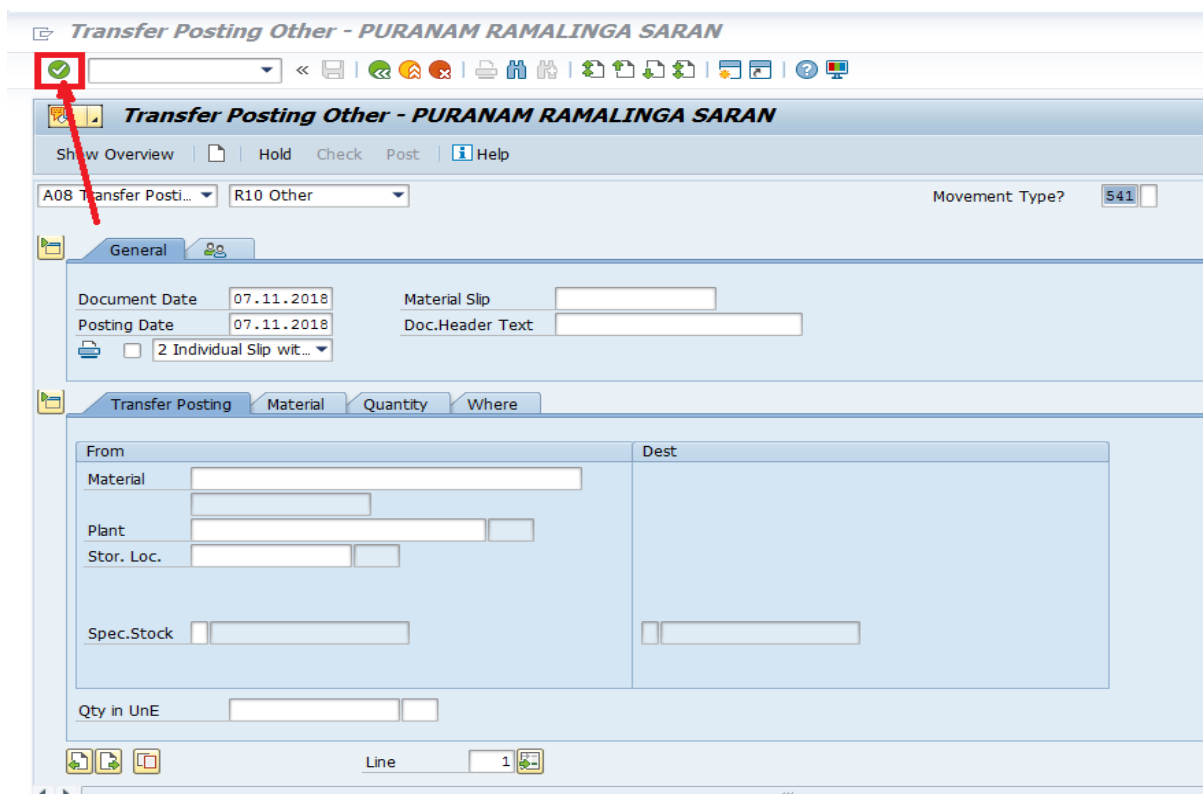 Transfer Posting Other - PURANAM RAMALINGA SARAN
Transfer Posting Other - PURANAM RAMALINGA SARAN
Show Overview Hold Check Post Help
A08 Transfer Posti... R10 Other Movement Type? 541
General
Document Date 07.11.2018 Material Slip
Posting Date 07.11.2018 Doc.Header Text
2 Individual Slip wit...
Transfer Posting Material Quantity Where
From Dest
Material
Plant
Stor. Loc.
Spec.Stock
Qty in UnE
Line 1